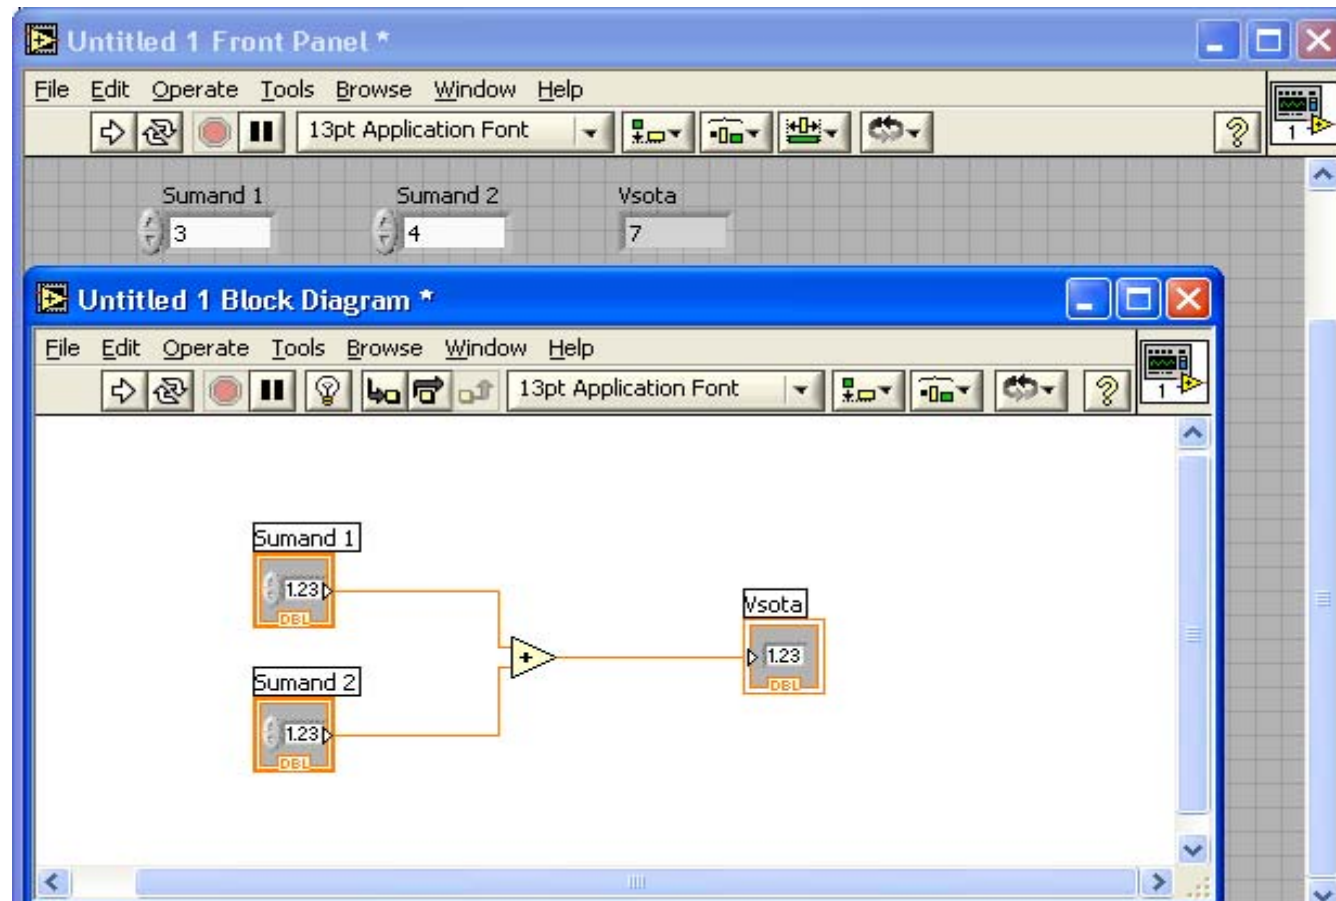 Untitled 1 Front Panel *
File Edit Operate Tools Browse Window Help
13pt Application Font
?
1
Sumand 1 Sumand 2 Vsota
3 4 7
Untitled 1 Block Diagram *
File Edit Operate Tools Browse Window Help
13pt Application Font
?
1
Sumand 1
1.23
DBL
Vsota
+
1.23
DBL
Sumand 2
1.23
DBL